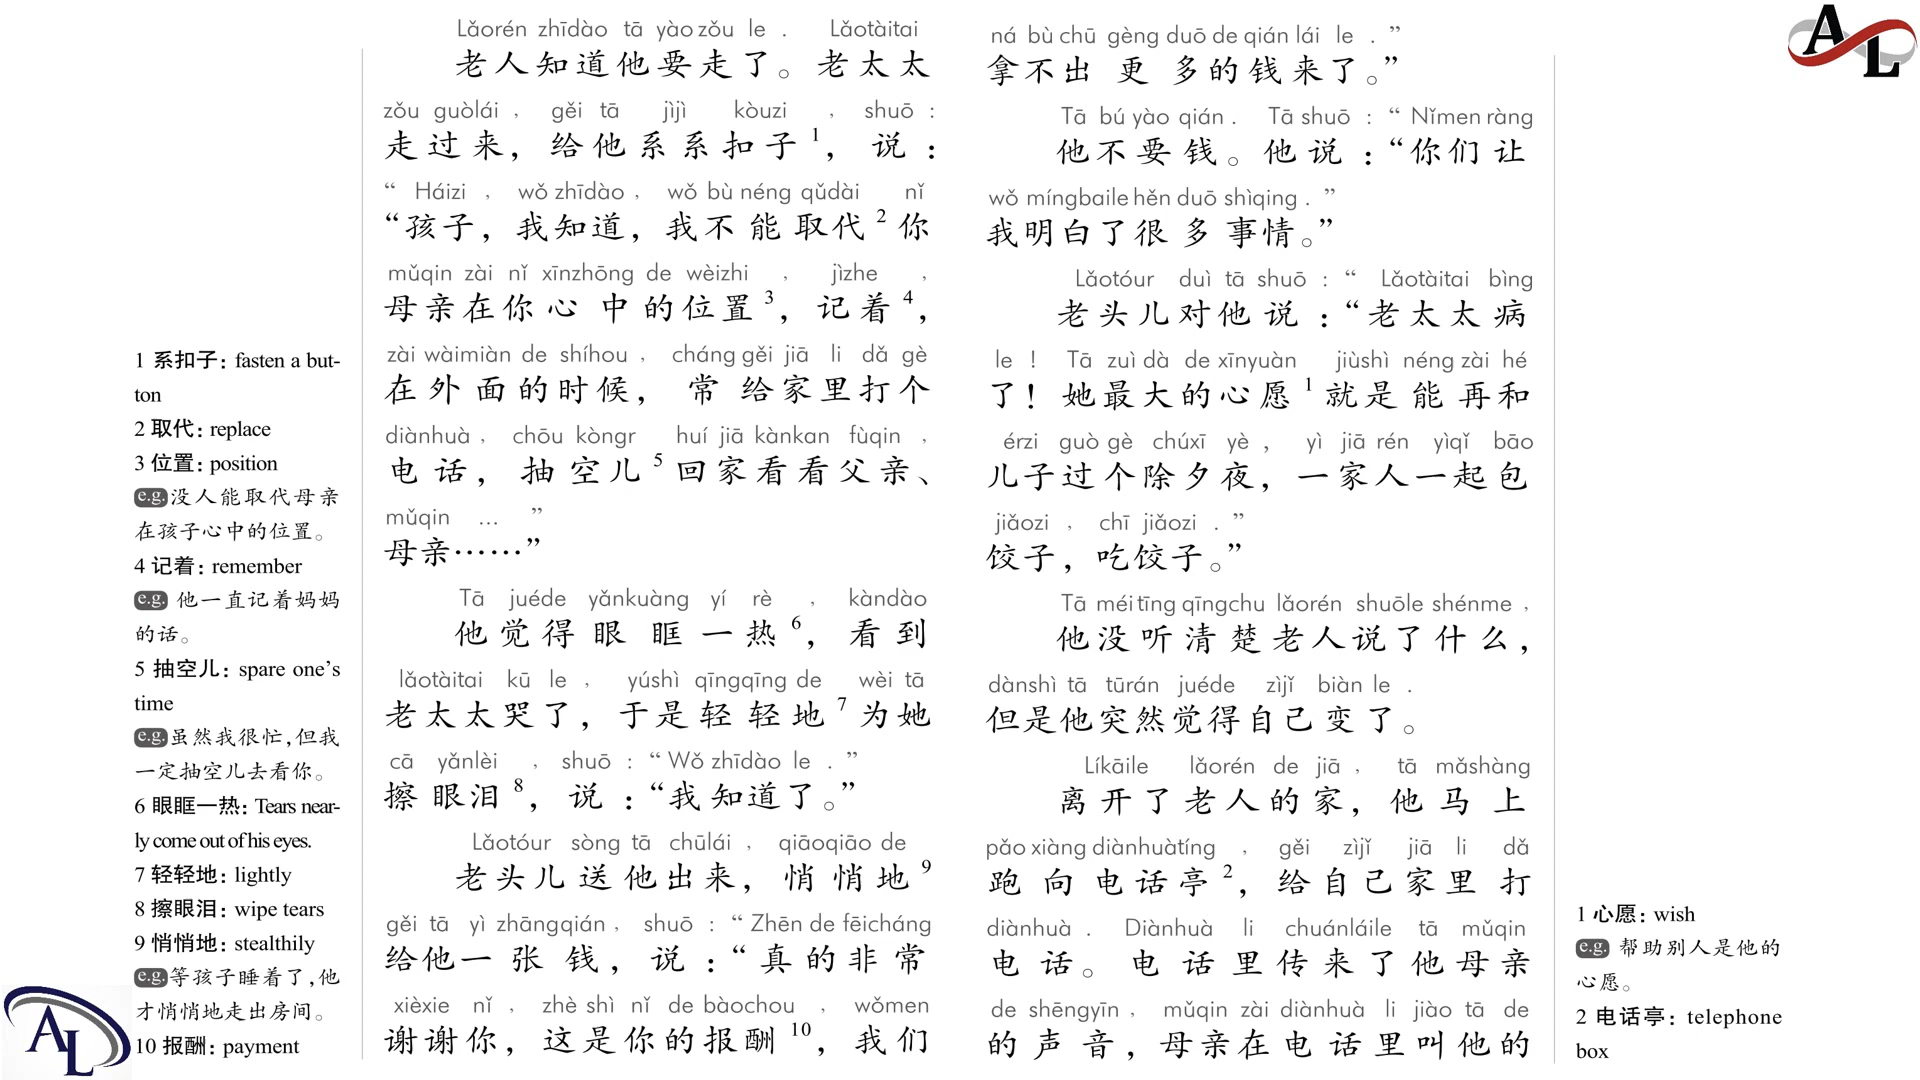 Lǎorén zhīdào tā yào zǒu le . Lǎotàitai
老人知道他要走了。老太太
zǒu guòlái , gěi tā jìjì kòuzi , shuō :
走过来，给他系系扣子1，说：
“ Háizi , wǒ zhīdào , wǒ bù néng qǔdài nǐ
“孩子，我知道，我不能取代2你
mǔqin zài nǐ xīnzhōng de wèizhi , jìzhe ,
母亲在你心中的位置3，记着4，
zài wàimiàn de shíhou , cháng gěi jiā li dǎ gè
在外面的时候，常给家里打个
diànhuà , chōu kòngr huí jiā kànkan fùqin ,
电话，抽空儿5回家看看父亲、
mǔqin … ”
母亲……”
Tā juéde yǎnkuàng yí rè , kàndào
他觉得眼眶一热6，看到
lǎotàitai kū le , yúshì qīngqīng de wèi tā
老太太哭了，于是轻轻地7为她
cā yǎnlèi , shuō : “ Wǒ zhīdào le . ”
擦眼泪8，说：“我知道了。”
Lǎotóur sòng tā chūlái , qiāoqiāo de
老头儿送他出来，悄悄地9
gěi tā yì zhāngqián , shuō : “ Zhēn de fēicháng
给他一张钱，说：“真的非常
xièxie nǐ , zhè shì nǐ de bàochou , wǒmen
谢谢你，这是你的报酬10，我们
1 系扣子: fasten a but-
ton
2 取代: replace
3 位置: position
e.g. 没人能取代母亲
在孩子心中的位置。
4 记着: remember
e.g. 他一直记着妈妈
的话。
5 抽空儿: spare one’s
time
e.g. 虽然我很忙，但我
一定抽空儿去看你。
6 眼眶一热: Tears near-
ly come out of his eyes.
7 轻轻地: lightly
8 擦眼泪: wipe tears
9 悄悄地: stealthily
e.g. 等孩子睡着了，他
才悄悄地走出房间。
10 报酬: payment
ná bù chū gèng duō de qián lái le . ”
拿不出更多的钱来了。”
Tā bú yào qián . Tā shuō : “ Nǐmen ràng
他不要钱。他说：“你们让
wǒ míngbaile hěn duō shìqing . ”
我明白了很多事情。”
Lǎotóur duì tā shuō : “ Lǎotàitai bìng
老头儿对他说：“老太太病
le ! Tā zuì dà de xīnyuàn jiùshì néng zài hé
了！她最大的心愿1就是能再和
érzi guò gè chúxī yè , yì jiā rén yìqǐ bāo
儿子过个除夕夜，一家人一起包
jiǎozi , chī jiǎozi . ”
饺子，吃饺子。”
Tā méi tīng qīngchu lǎorén shuōle shénme ,
他没听清楚老人说了什么，
dànshì tā tūrán juéde zìjǐ biàn le .
但是他突然觉得自己变了。
Líkāile lǎorén de jiā , tā mǎshàng
离开了老人的家，他马上
pǎo xiàng diànhuàtíng , gěi zìjǐ jiā li dǎ
跑向电话亭2，给自己家里打
diànhuà . Diànhuà li chuánláile tā mǔqin
电话。电话里传来了他母亲
de shēngyīn , mǔqin zài diànhuà li jiào tā de
的声音，母亲在电话里叫他的
1 心愿: wish
e.g. 帮助别人是他的
心愿。
2 电话亭: telephone
box
AL
AL